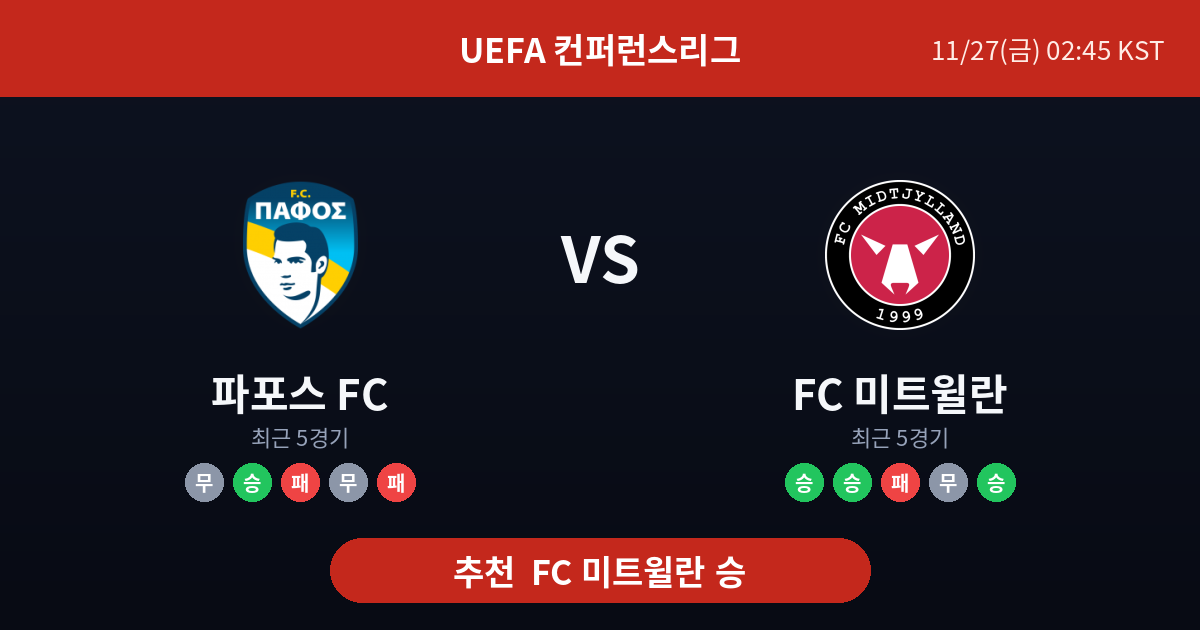 UEFA 컨퍼런스리그
11/27(금) 02:45 KST
F.C.
ΠΑΦΟΣ
FC MIDTJYLLAND
1999
VS
파포스 FC
FC 미트윌란
최근 5경기
최근 5경기
무 승 패 무 패
승 승 패 무 승
추천 FC 미트윌란 승